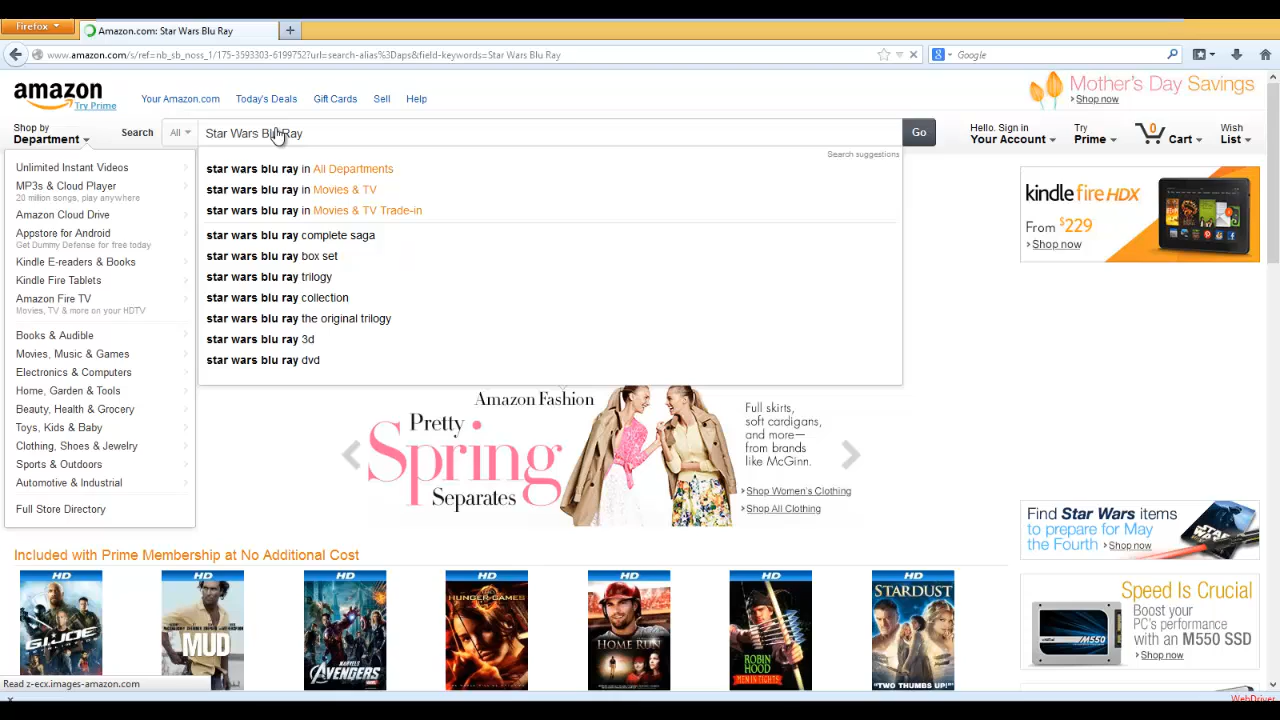 Firefox
Amazon.com: Star Wars Blu Ray
www.amazon.com/s/ref=nb_sb_noss_1/175-3593303-6199752?url=search-alias%3Daps&field-keywords=Star Wars Blu Ray
Google
amazon
Try Prime
Your Amazon.com
Today's Deals
Gift Cards
Sell
Help
Mother's Day Savings
Shop now
Shop by
Department
Search
All
Star Wars Blu Ray
Go
Hello. Sign in
Your Account
Try
Prime
0
Cart
Wish
List
Search suggestions
star wars blu ray in All Departments
star wars blu ray in Movies & TV
star wars blu ray in Movies & TV Trade-in
star wars blu ray complete saga
star wars blu ray box set
star wars blu ray trilogy
star wars blu ray collection
star wars blu ray the original trilogy
star wars blu ray 3d
star wars blu ray dvd
Unlimited Instant Videos
MP3s & Cloud Player
20 million songs, play anywhere
Amazon Cloud Drive
Appstore for Android
Get Dummy Defense for free today
Kindle E-readers & Books
Kindle Fire Tablets
Amazon Fire TV
Movies, TV & more on your HDTV
Books & Audible
Movies, Music & Games
Electronics & Computers
Home, Garden & Tools
Beauty, Health & Grocery
Toys, Kids & Baby
Clothing, Shoes & Jewelry
Sports & Outdoors
Automotive & Industrial
Full Store Directory
kindle fire HDX
From $229
Shop now
Amazon Fashion
Pretty
Spring
Separates
Full skirts,
soft cardigans,
and more—
from brands
like McGinn.
Shop Women's Clothing
Shop All Clothing
Find Star Wars items
to prepare for May
the Fourth
Shop now
Included with Prime Membership at No Additional Cost
HD
HD
HD
HD
HD
HD
HD
G.I. JOE
MUD
MARVEL'S
AVENGERS
THE
HUNGER GAMES
HOME RUN
ROBIN
HOOD
MEN IN TIGHTS
STARDUST
"TWO THUMBS UP!"
Speed Is Crucial
Boost your
PC's performance
with an M550 SSD
Shop now
crucial
M550
Read z-ecx.images-amazon.com
WebDriver